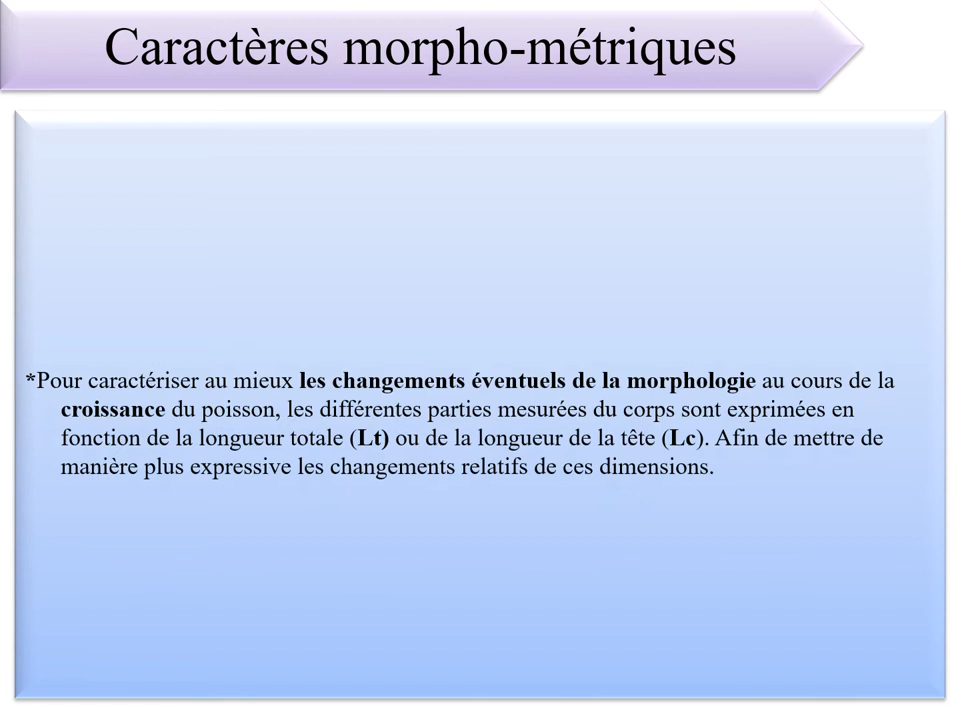 Caractères morpho-métriques
*Pour caractériser au mieux les changements éventuels de la morphologie au cours de la
croissance du poisson, les différentes parties mesurées du corps sont exprimées en
fonction de la longueur totale (Lt) ou de la longueur de la tête (Lc). Afin de mettre de
manière plus expressive les changements relatifs de ces dimensions.